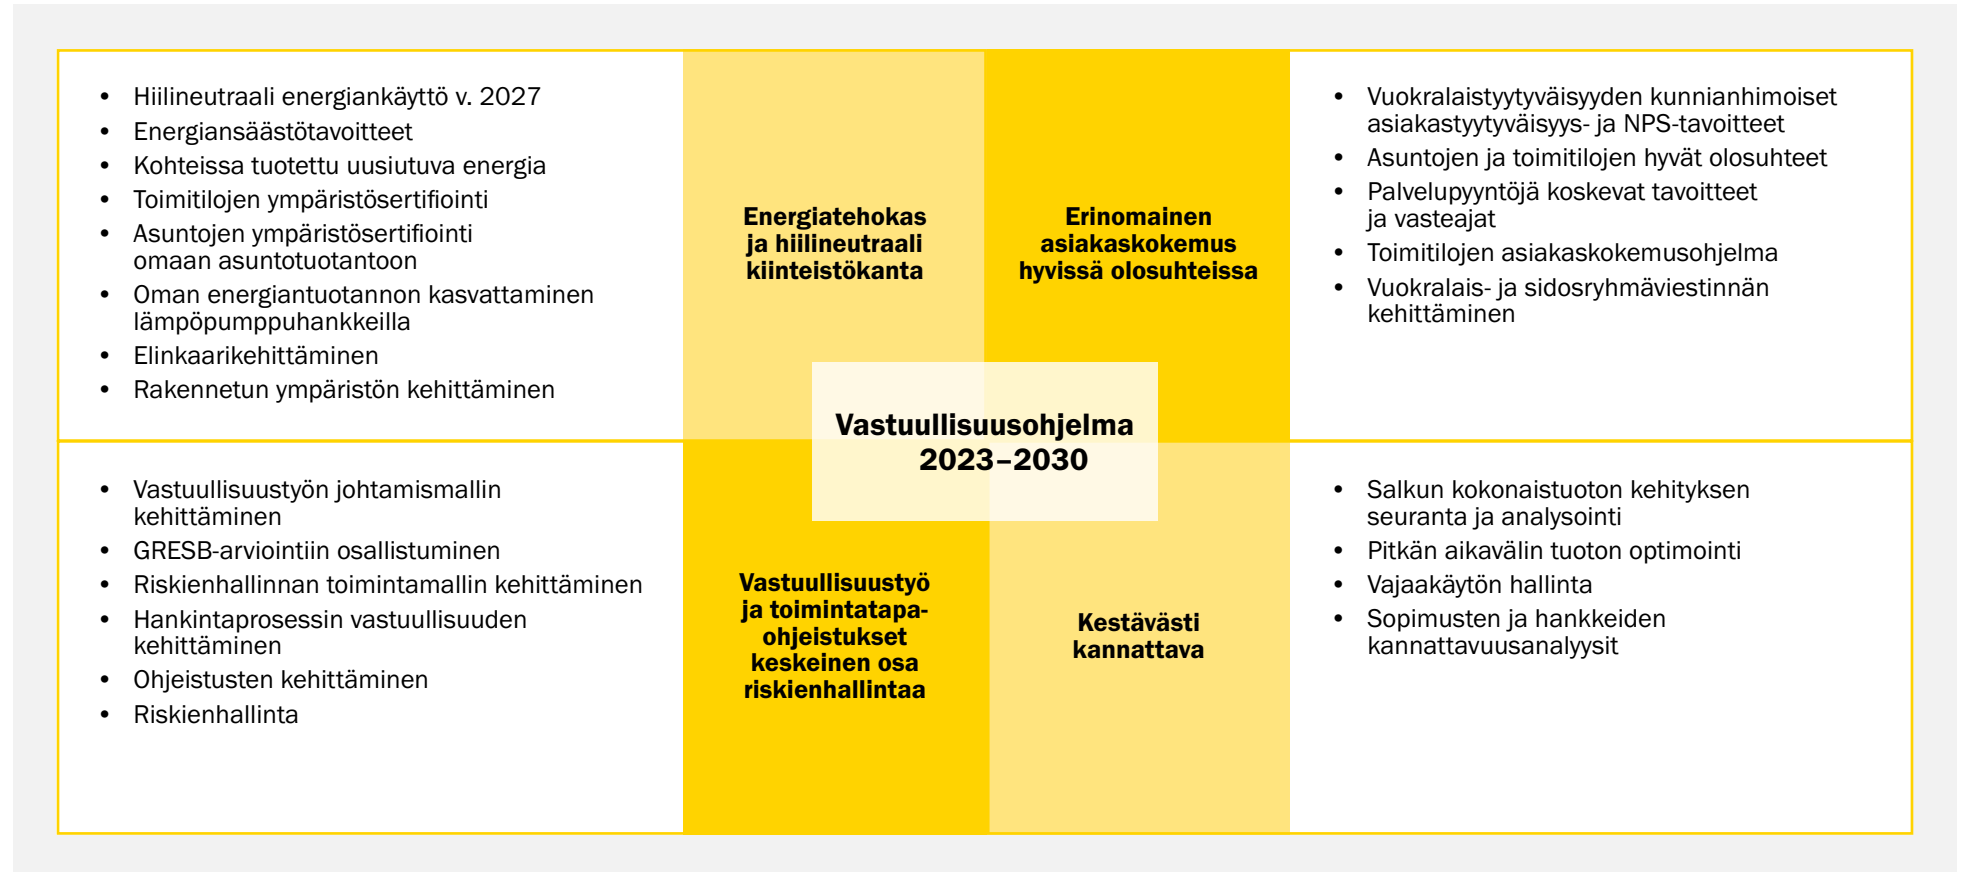 • Hiilineutraali energiankäyttö v. 2027
• Energiansäästötavoitteet
• Kohteissa tuotettu uusiutuva energia
• Toimitilojen ympäristösertifiointi
• Asuntojen ympäristösertifiointi
omaan asuntotuotantoon
• Oman energiantuotannon kasvattaminen
lämpöpumppuhankkeilla
• Elinkaarikehittäminen
• Rakennetun ympäristön kehittäminen
Energiatehokas
ja hiilineutraali
kiinteistökanta
Erinomainen
asiakaskokemus
hyvissä olosuhteissa
• Vuokralaistyytyväisyyden kunnianhimoiset
asiakastyytyväisyys- ja NPS-tavoitteet
• Asuntojen ja toimitilojen hyvät olosuhteet
• Palvelupyyntöjä koskevat tavoitteet
ja vasteajat
• Toimitilojen asiakaskokemusohjelma
• Vuokralais- ja sidosryhmäviestinnän
kehittäminen
Vastuullisuusohjelma
2023–2030
• Vastuullisuustyön johtamismallin
kehittäminen
• GRESB-arviointiin osallistuminen
• Riskienhallinnan toimintamallin kehittäminen
• Hankintaprosessin vastuullisuuden
kehittäminen
• Ohjeistusten kehittäminen
• Riskienhallinta
Vastuullisuustyö
ja toimintatapa-
ohjeistukset
keskeinen osa
riskienhallintaa
Kestävästi
kannattava
• Salkun kokonaistuoton kehityksen
seuranta ja analysointi
• Pitkän aikavälin tuoton optimointi
• Vajaakäytön hallinta
• Sopimusten ja hankkeiden
kannattavuusanalyysit